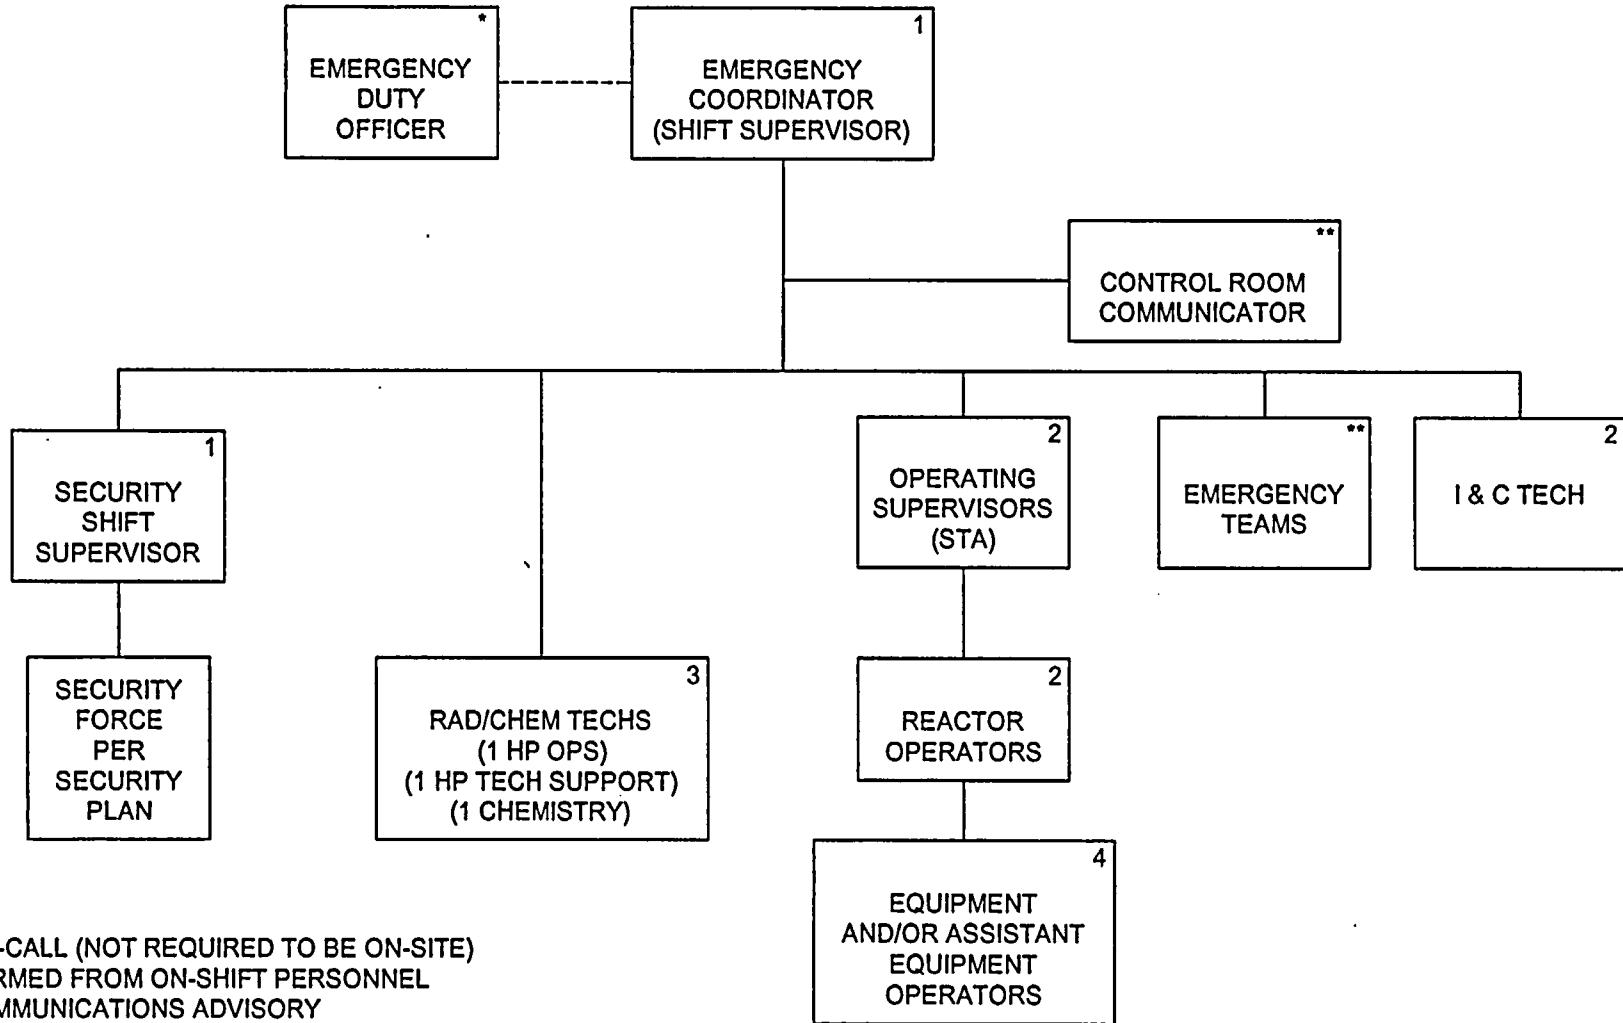 *
EMERGENCY
DUTY
OFFICER
1
EMERGENCY
COORDINATOR
(SHIFT SUPERVISOR)
**
CONTROL ROOM
COMMUNICATOR
1
SECURITY
SHIFT
SUPERVISOR
2
OPERATING
SUPERVISORS
(STA)
**
EMERGENCY
TEAMS
2
I & C TECH
SECURITY
FORCE
PER
SECURITY
PLAN
3
RAD/CHEM TECHS
(1 HP OPS)
(1 HP TECH SUPPORT)
(1 CHEMISTRY)
2
REACTOR
OPERATORS
4
EQUIPMENT
AND/OR ASSISTANT
EQUIPMENT
OPERATORS
-CALL (NOT REQUIRED TO BE ON-SITE)
RMED FROM ON-SHIFT PERSONNEL
MMUNICATIONS ADVISORY